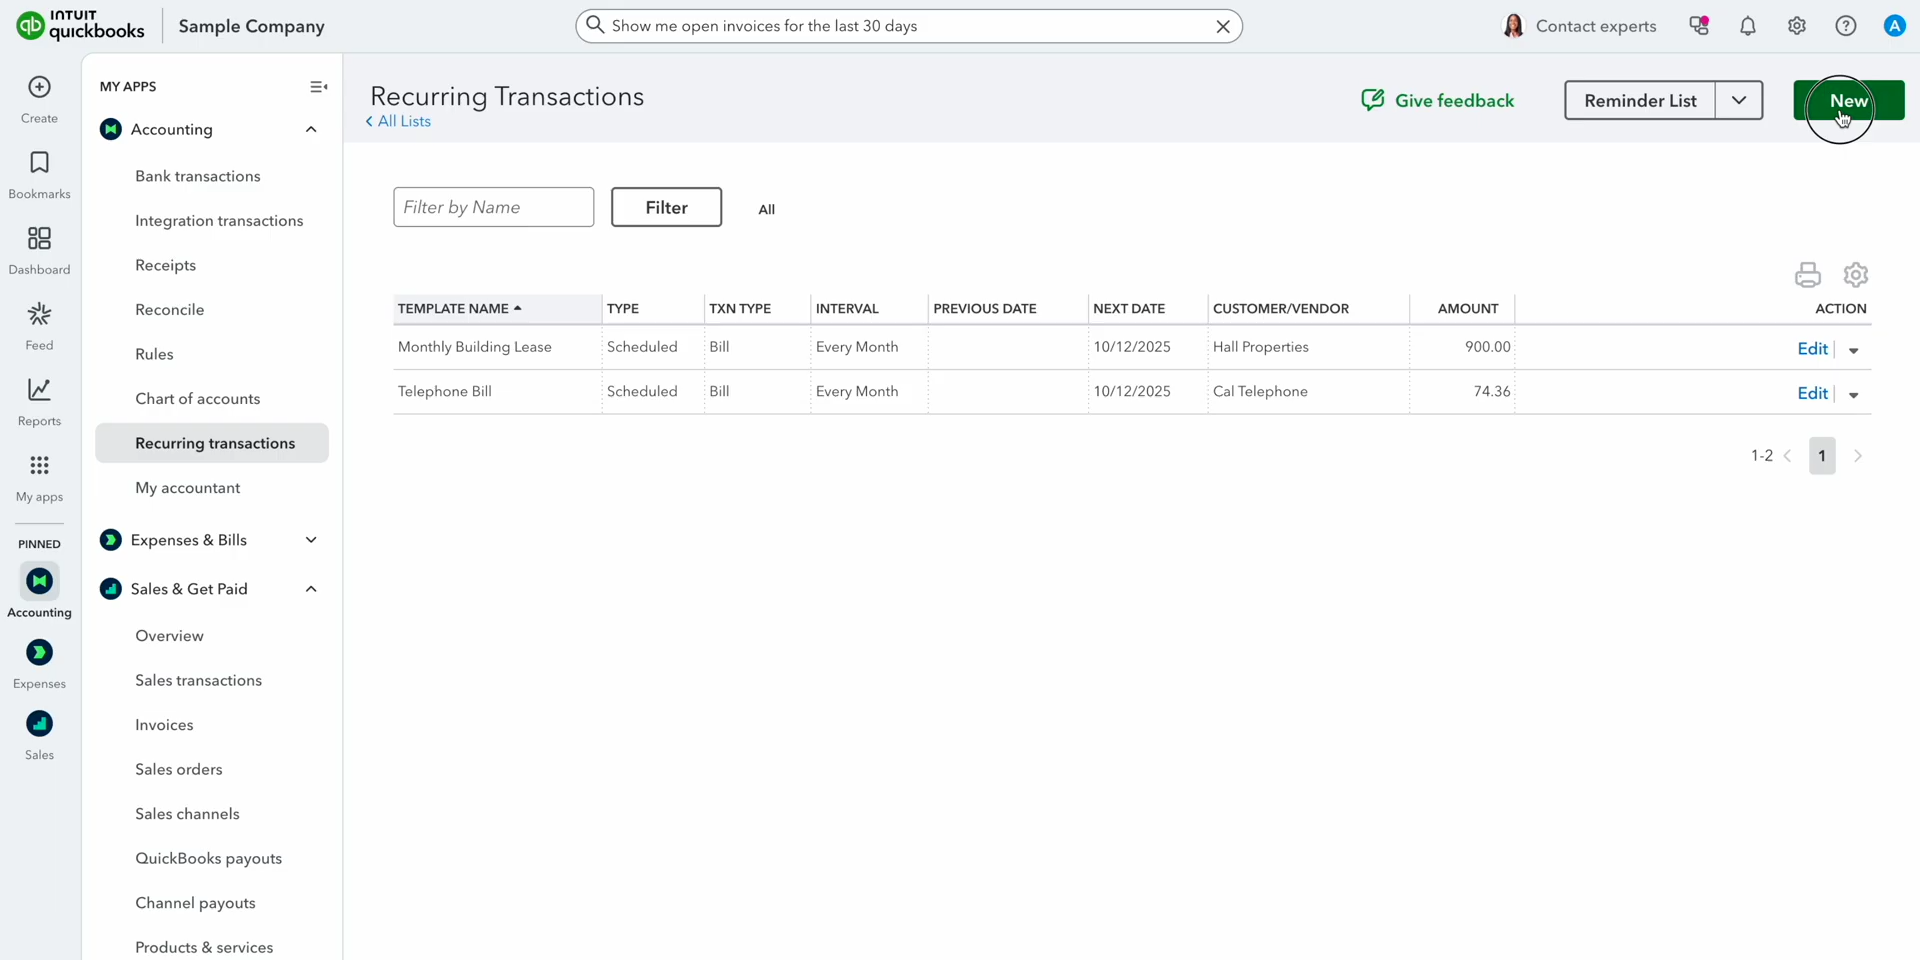 INTUIT
quickbooks
Sample Company
Show me open invoices for the last 30 days
Contact experts
A
Create
Bookmarks
Dashboard
Feed
Reports
My apps
PINNED
Accounting
Expenses
Sales
MY APPS
Accounting
Bank transactions
Integration transactions
Receipts
Reconcile
Rules
Chart of accounts
Recurring transactions
My accountant
Expenses & Bills
Sales & Get Paid
Overview
Sales transactions
Invoices
Sales orders
Sales channels
QuickBooks payouts
Channel payouts
Products & services
Recurring Transactions
All Lists
Give feedback
Reminder List
New
Filter by Name
Filter
All
TEMPLATE NAME TYPE TXN TYPE INTERVAL PREVIOUS DATE NEXT DATE CUSTOMER/VENDOR AMOUNT ACTION
Monthly Building Lease Scheduled Bill Every Month 10/12/2025 Hall Properties 900.00 Edit
Telephone Bill Scheduled Bill Every Month 10/12/2025 Cal Telephone 74.36 Edit
1-2 1